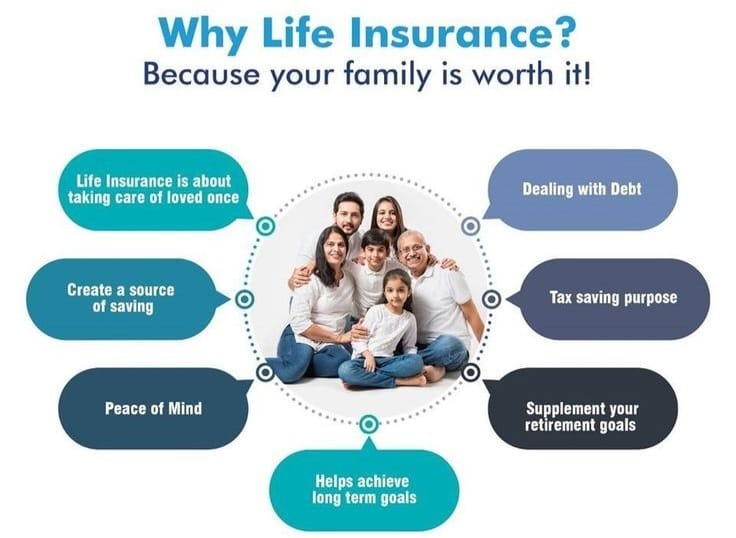 Why Life Insurance?
Because your family is worth it!
Life Insurance is about
taking care of loved once
Dealing with Debt
Create a source
of saving
Tax saving purpose
Peace of Mind
Supplement your
retirement goals
Helps achieve
long term goals